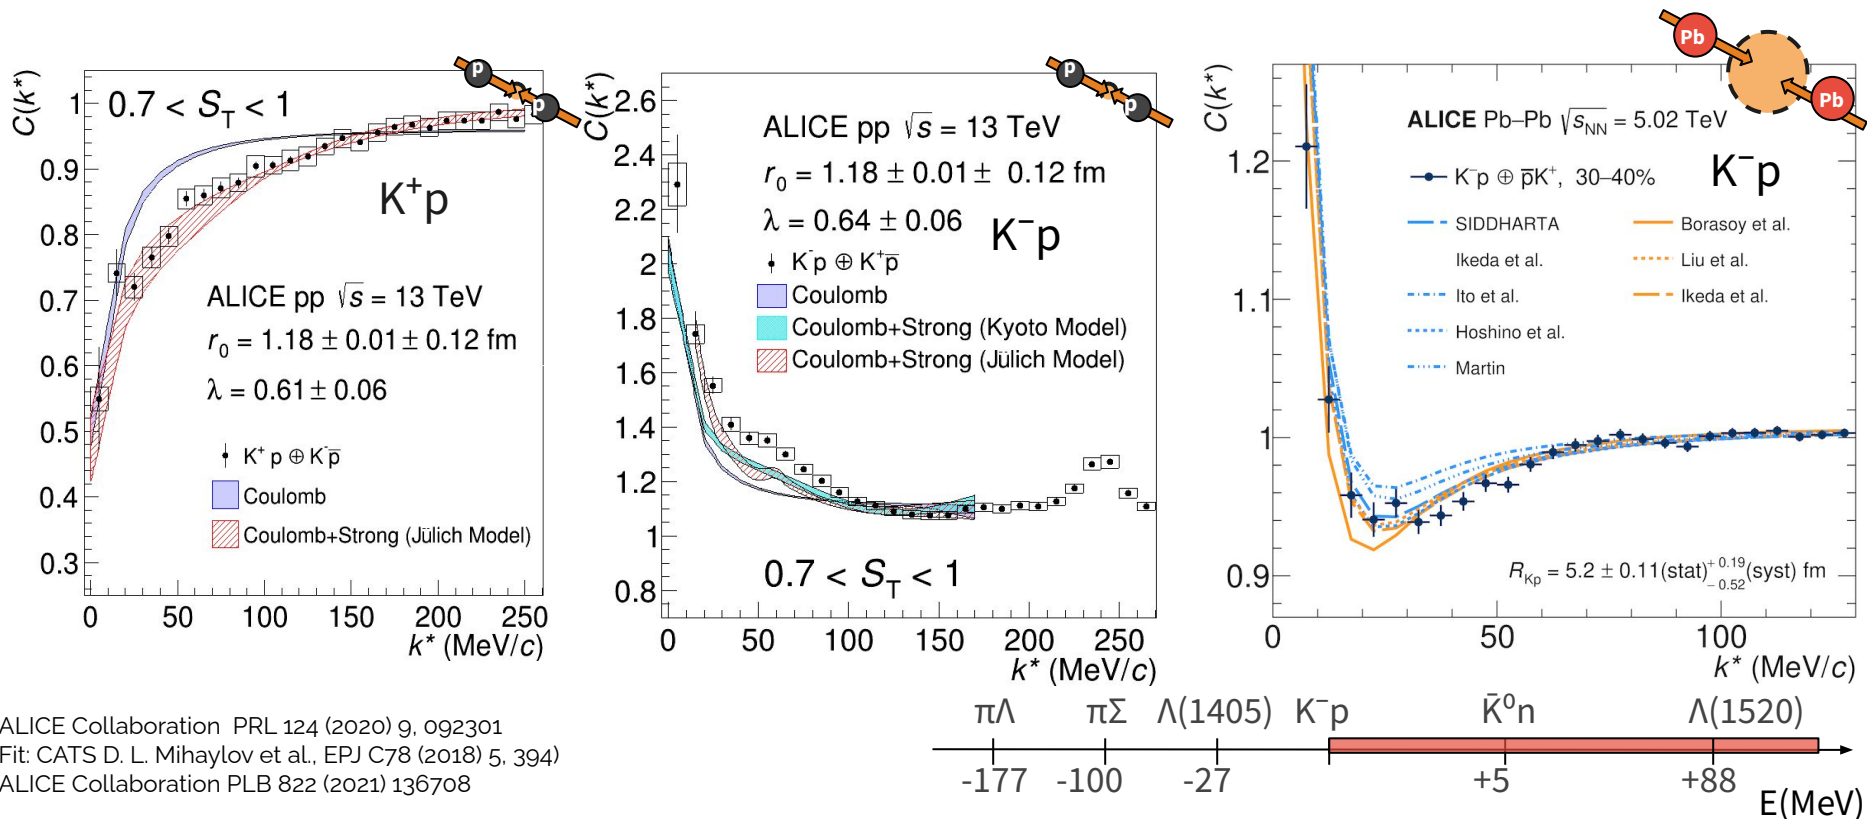 C(k*)
1
0.9
0.8
0.7
0.6
0.5
0.4
0.3
0.7 < S_T < 1
p
p
K⁺p
ALICE pp √s = 13 TeV
r₀ = 1.18 ± 0.01 ± 0.12 fm
λ = 0.61 ± 0.06
K⁺p ⊕ K⁻p̅
Coulomb
Coulomb+Strong (Jülich Model)
0 50 100 150 200 250
k* (MeV/c)
C(k*)
2.6
2.4
2.2
2
1.8
1.6
1.4
1.2
1
0.8
p
p
ALICE pp √s = 13 TeV
r₀ = 1.18 ± 0.01 ± 0.12 fm
λ = 0.64 ± 0.06
K⁻p
K⁻p ⊕ K⁺p̅
Coulomb
Coulomb+Strong (Kyoto Model)
Coulomb+Strong (Jülich Model)
0.7 < S_T < 1
0 50 100 150 200 250
k* (MeV/c)
C(k*)
1.2
1.1
1
0.9
Pb
Pb
ALICE Pb–Pb √s_NN = 5.02 TeV
K⁻p ⊕ p̅K⁺, 30–40%
K⁻p
SIDDHARTA
Ikeda et al.
Ito et al.
Hoshino et al.
Martin
Borasoy et al.
Liu et al.
Ikeda et al.
R_Kp = 5.2 ± 0.11(stat)+0.19−0.52(syst) fm
0 50 100
k* (MeV/c)
πΛ πΣ Λ(1405) K⁻p K̄⁰n Λ(1520)
-177 -100 -27 +5 +88
E(MeV)
ALICE Collaboration PRL 124 (2020) 9, 092301
Fit: CATS D. L. Mihaylov et al., EPJ C78 (2018) 5, 394)
ALICE Collaboration PLB 822 (2021) 136708